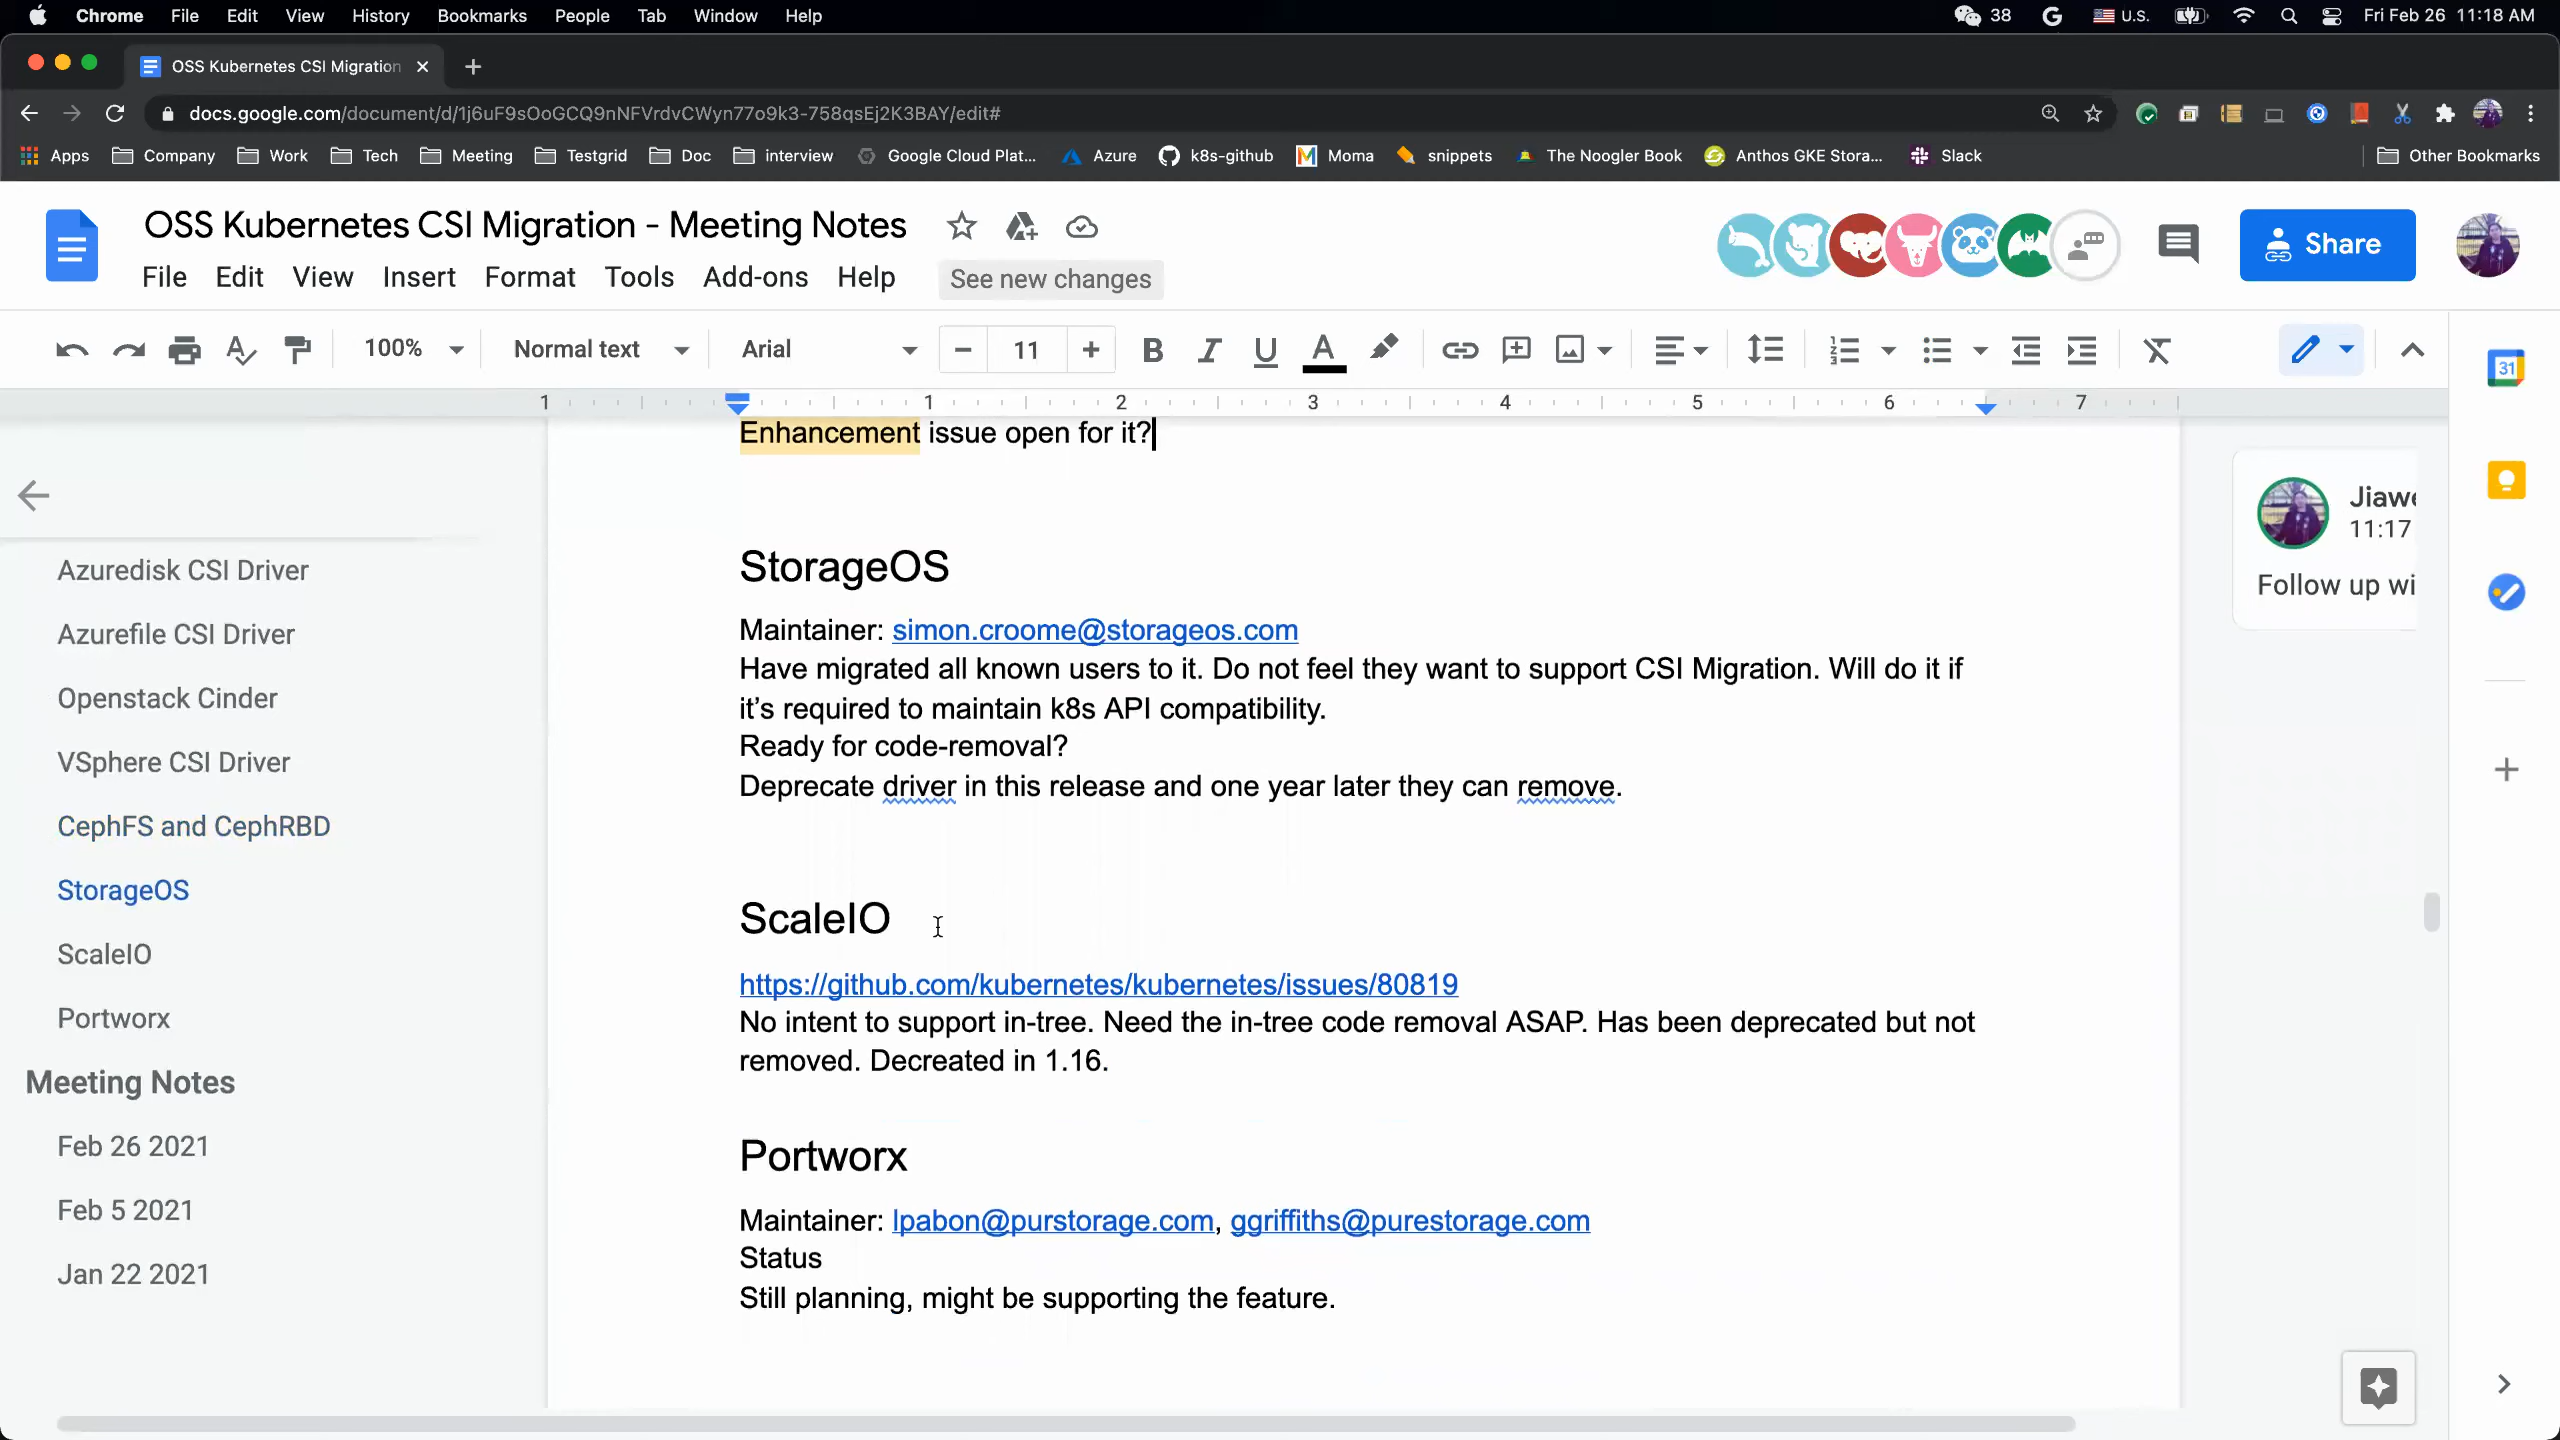 Chrome File Edit View History Bookmarks People Tab Window Help 38 U.S. Fri Feb 26 11:18 AM
OSS Kubernetes CSI Migration
docs.google.com/document/d/1j6uF9sOoGCQ9nNFVrdvCWyn77o9k3-758qsEj2K3BAY/edit#
Apps Company Work Tech Meeting Testgrid Doc interview Google Cloud Plat... Azure k8s-github Moma snippets The Noogler Book Anthos GKE Stora... Slack Other Bookmarks
OSS Kubernetes CSI Migration - Meeting Notes
Share
File Edit View Insert Format Tools Add-ons Help See new changes
100% Normal text Arial 11
31
1 1 2 3 4 5 6 7
Azuredisk CSI Driver
Azurefile CSI Driver
Openstack Cinder
VSphere CSI Driver
CephFS and CephRBD
StorageOS
ScaleIO
Portworx
Meeting Notes
Feb 26 2021
Feb 5 2021
Jan 22 2021
Enhancement issue open for it?
StorageOS
Maintainer: simon.croome@storageos.com
Have migrated all known users to it. Do not feel they want to support CSI Migration. Will do it if
it's required to maintain k8s API compatibility.
Ready for code-removal?
Deprecate driver in this release and one year later they can remove.
ScaleIO
https://github.com/kubernetes/kubernetes/issues/80819
No intent to support in-tree. Need the in-tree code removal ASAP. Has been deprecated but not
removed. Decreated in 1.16.
Portworx
Maintainer: lpabon@purstorage.com, ggriffiths@purestorage.com
Status
Still planning, might be supporting the feature.
Jiawe
11:17
Follow up wi